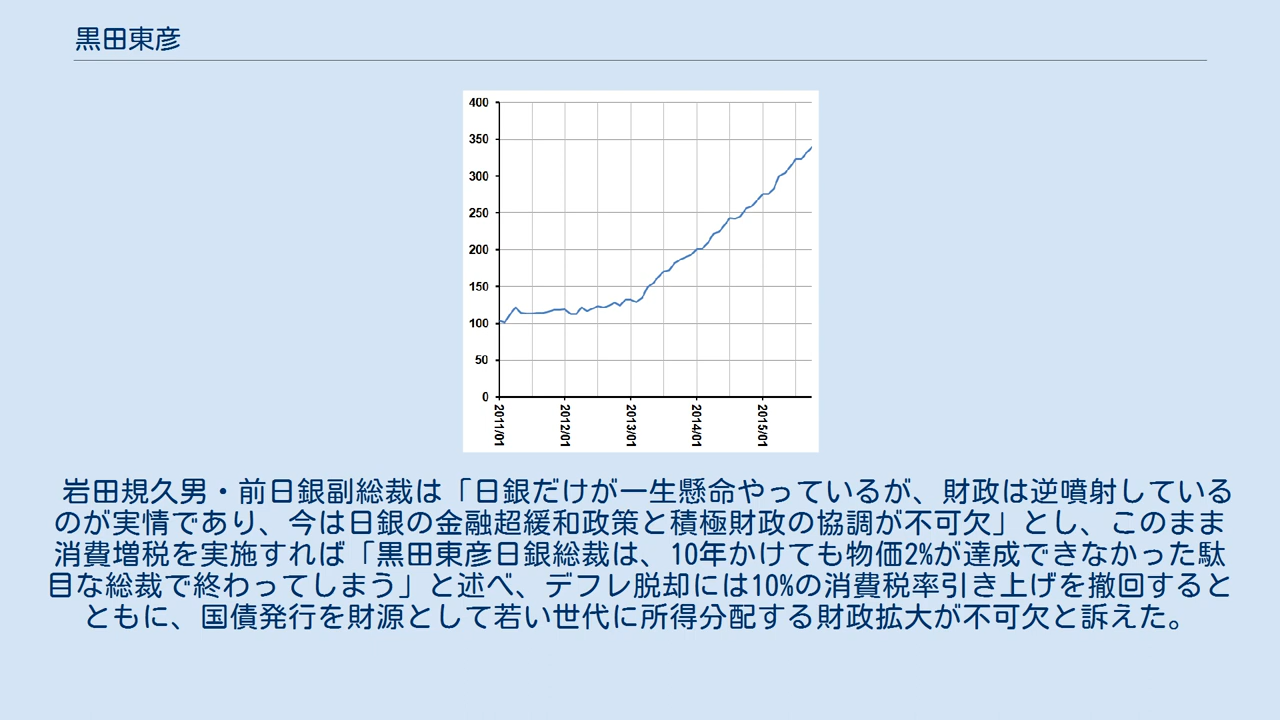 黒田東彦
400
350
300
250
200
150
100
50
0
2011/01
2012/01
2013/01
2014/01
2015/01
岩田規久男・前日銀副総裁は「日銀だけが一生懸命やっているが、財政は逆噴射している
のが実情であり、今は日銀の金融超緩和政策と積極財政の協調が不可欠」とし、このまま
消費増税を実施すれば「黒田東彦日銀総裁は、10年かけても物価2%が達成できなかった駄
目な総裁で終わってしまう」と述べ、デフレ脱却には10%の消費税率引き上げを撤回すると
ともに、国債発行を財源として若い世代に所得分配する財政拡大が不可欠と訴えた。